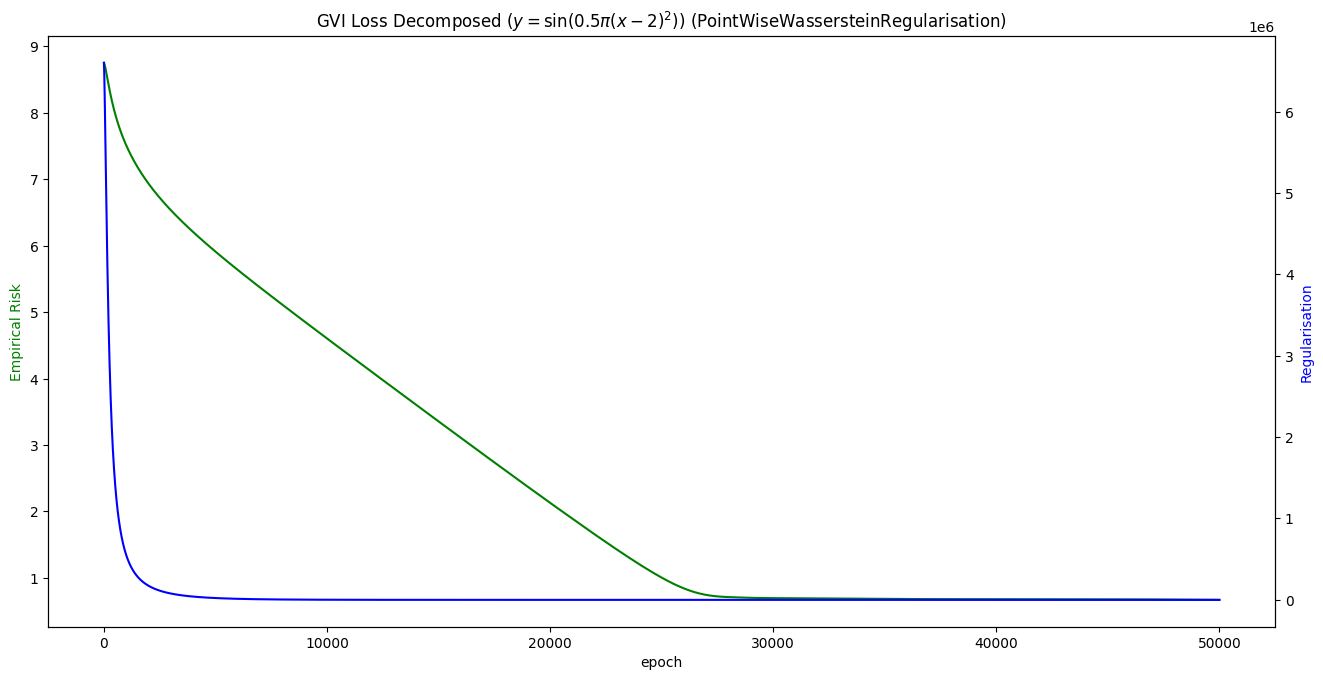 GVI Loss Decomposed (y = sin(0.5π(x − 2)²)) (PointWiseWassersteinRegularisation)
1e6
9
8
7
6
5
4
3
2
1
Empirical Risk
6
5
4
3
2
1
0
Regularisation
0 10000 20000 30000 40000 50000
epoch